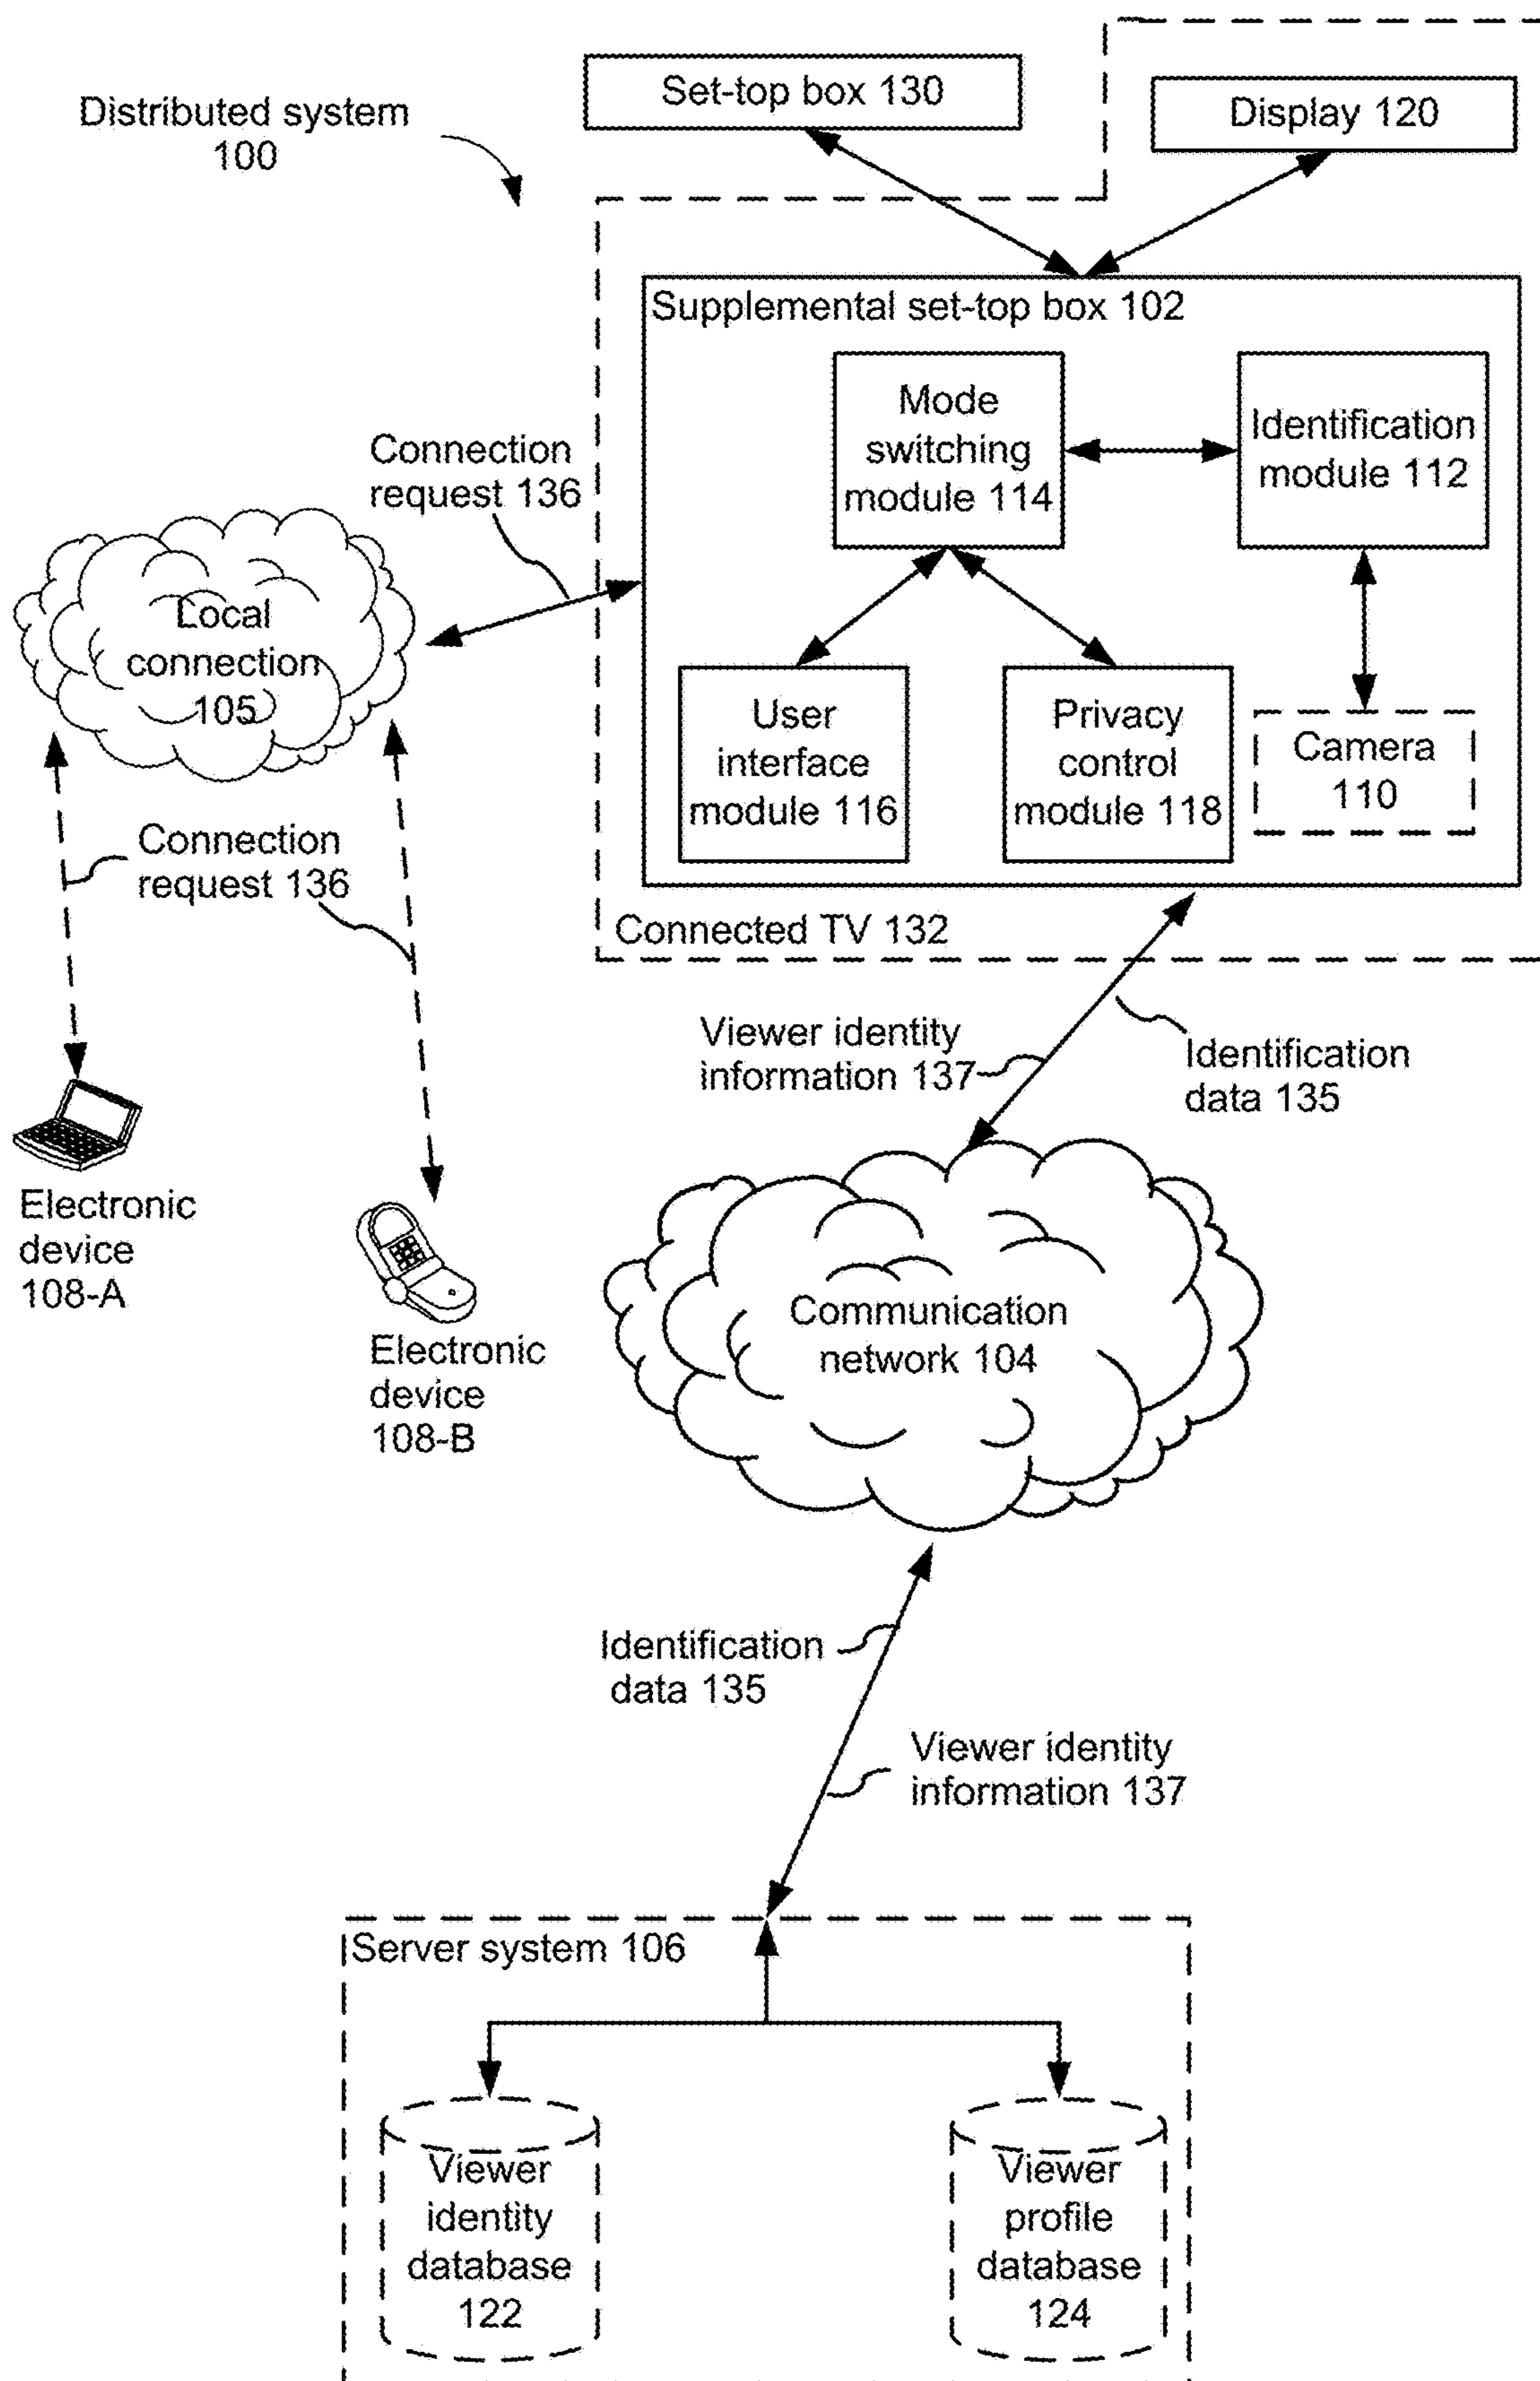 Distributed system
100
Set-top box 130
Display 120
Supplemental set-top box 102
Mode
switching
module 114
Identification
module 112
Connection
request 136
Local
connection
105
User
interface
module 116
Privacy
control
module 118
Camera
110
Connection
request 136
Connected TV 132
Viewer identity
information 137
Identification
data 135
Electronic
device
108-A
Electronic
device
108-B
Communication
network 104
Identification
data 135
Viewer identity
information 137
Server system 106
Viewer
identity
database
122
Viewer
profile
database
124